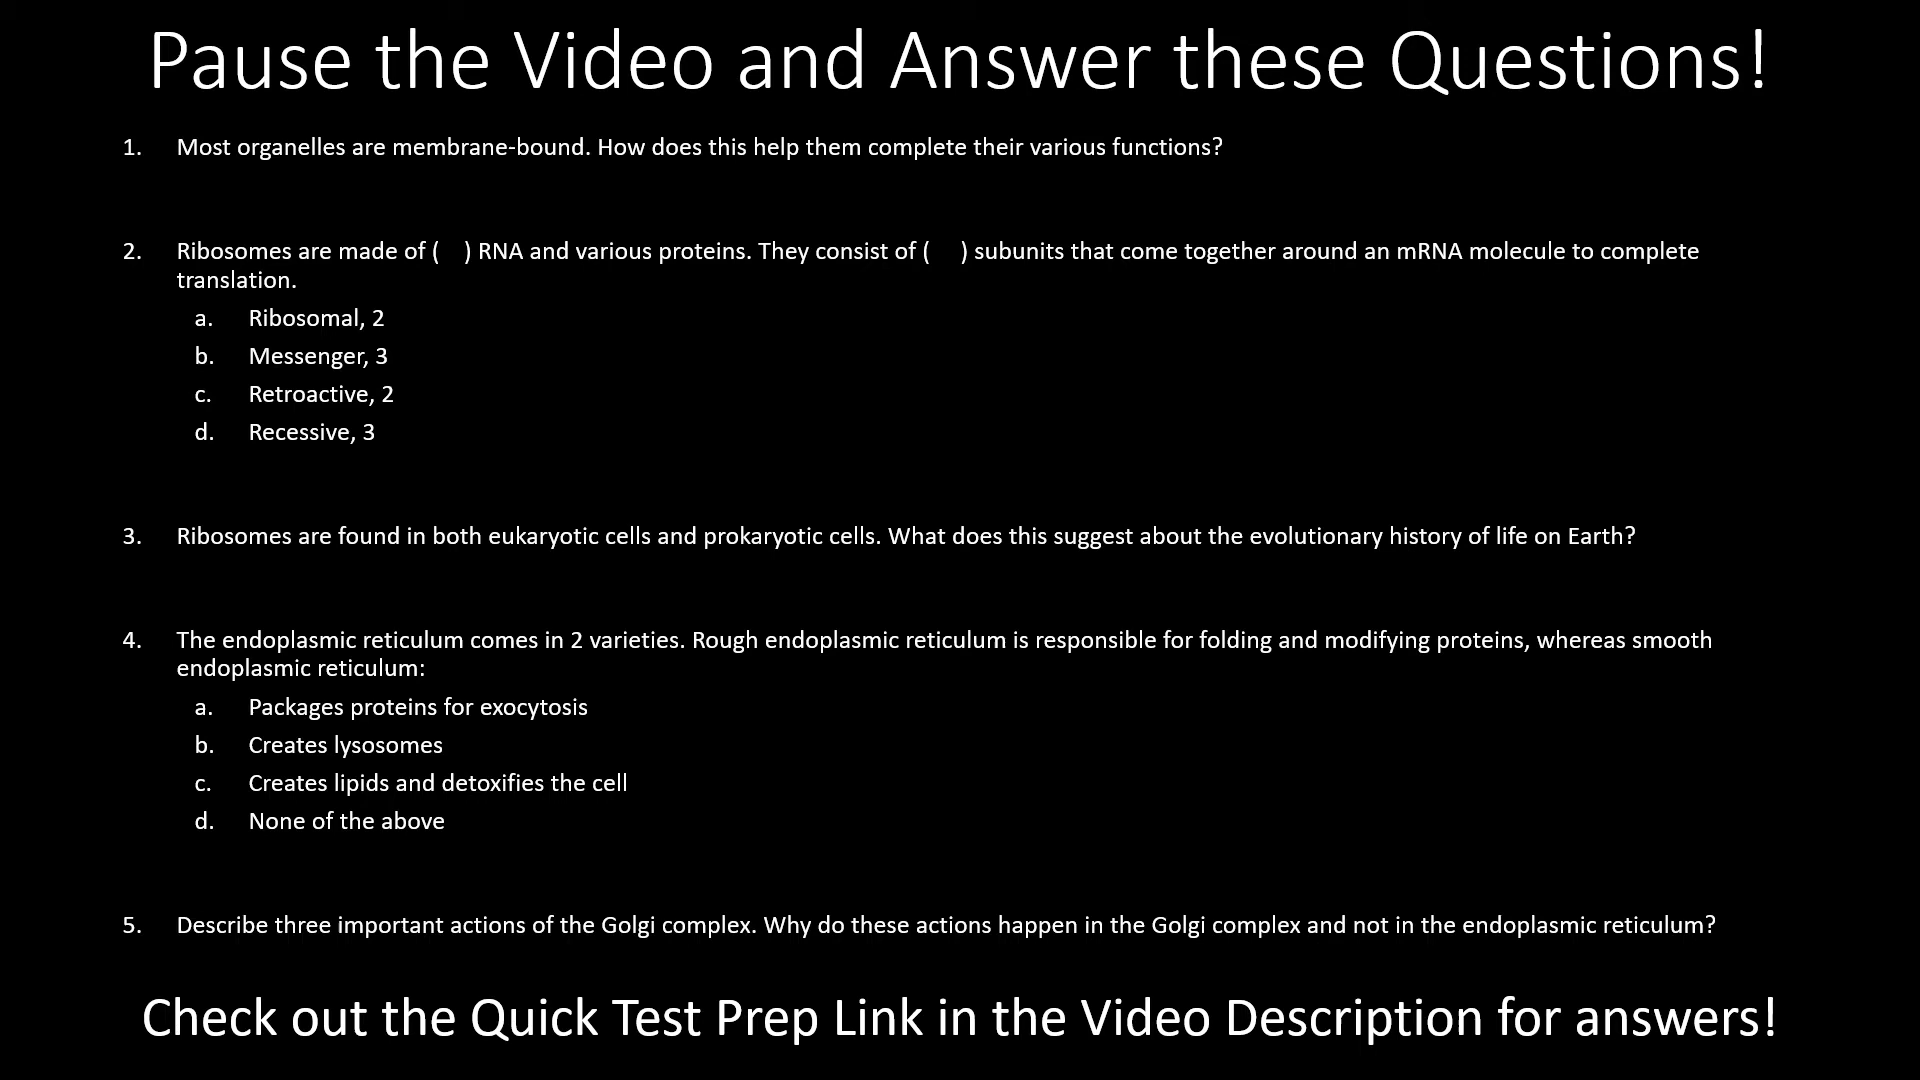 Pause the Video and Answer these Questions!
1. Most organelles are membrane-bound. How does this help them complete their various functions?
2. Ribosomes are made of (   ) RNA and various proteins. They consist of (    ) subunits that come together around an mRNA molecule to complete
translation.
a. Ribosomal, 2
b. Messenger, 3
c. Retroactive, 2
d. Recessive, 3
3. Ribosomes are found in both eukaryotic cells and prokaryotic cells. What does this suggest about the evolutionary history of life on Earth?
4. The endoplasmic reticulum comes in 2 varieties. Rough endoplasmic reticulum is responsible for folding and modifying proteins, whereas smooth
endoplasmic reticulum:
a. Packages proteins for exocytosis
b. Creates lysosomes
c. Creates lipids and detoxifies the cell
d. None of the above
5. Describe three important actions of the Golgi complex. Why do these actions happen in the Golgi complex and not in the endoplasmic reticulum?
Check out the Quick Test Prep Link in the Video Description for answers!